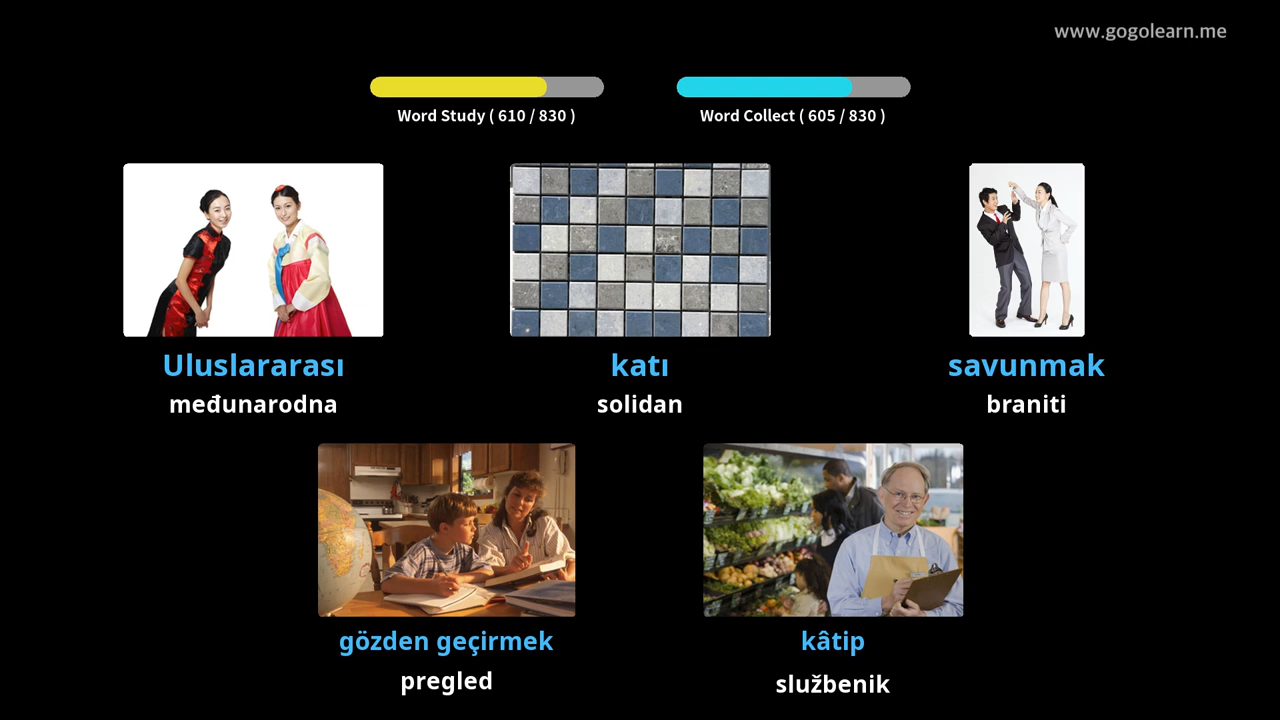 www.gogolearn.me
Word Study ( 610 / 830 )
Word Collect ( 605 / 830 )
Uluslararası
međunarodna
katı
solidan
savunmak
braniti
gözden geçirmek
pregled
kâtip
službenik